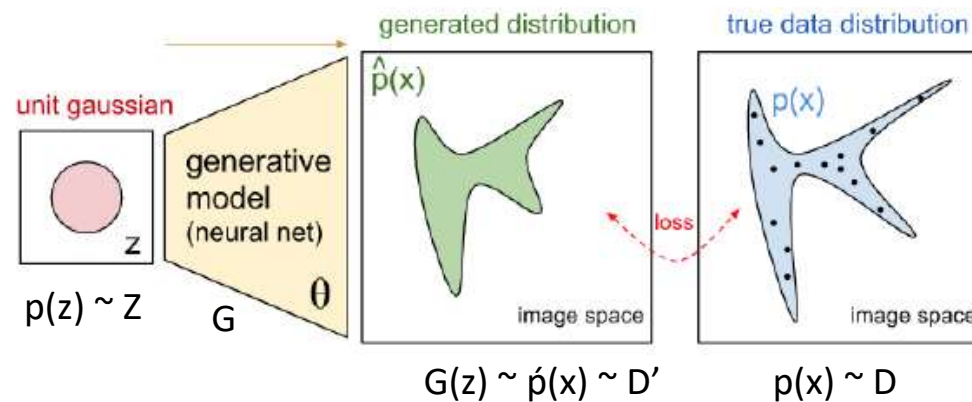 generated distribution
true data distribution
unit gaussian
p̂(x)
p(x)
generative
model
(neural net)
loss
z
θ
image space
image space
p(z) ~ Z
G
G(z) ~ ṕ(x) ~ D’
p(x) ~ D